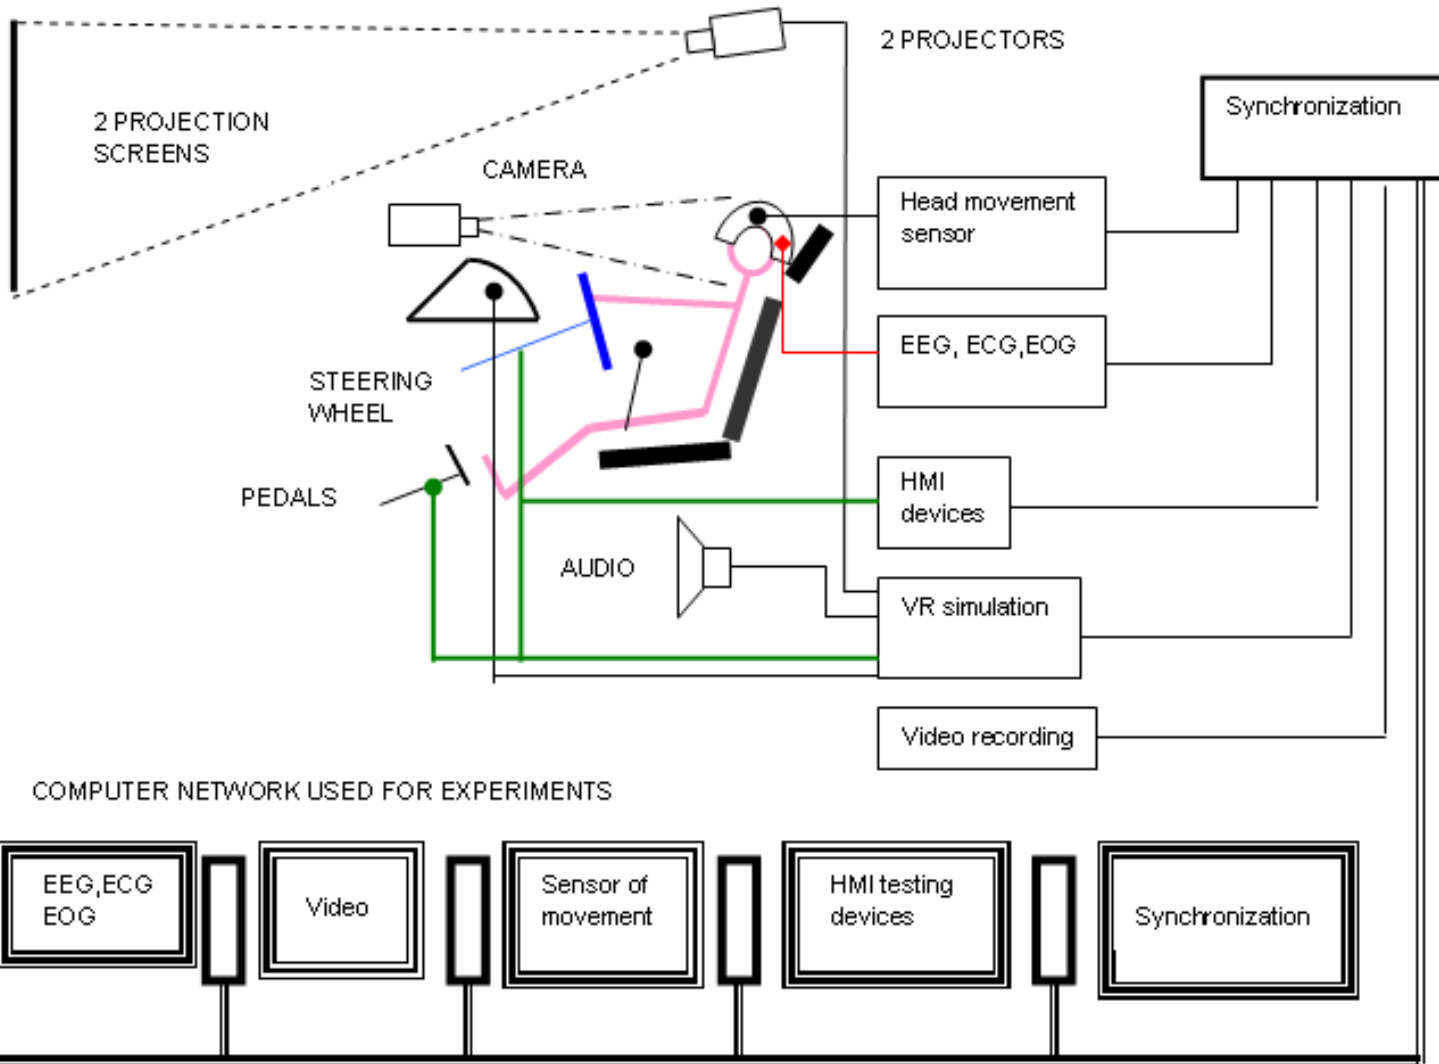 2 PROJECTORS
2 PROJECTION
SCREENS
Synchronization
CAMERA
Head movement
sensor
EEG, ECG,EOG
STEERING
WHEEL
HMI
devices
PEDALS
AUDIO
VR simulation
Video recording
COMPUTER NETWORK USED FOR EXPERIMENTS
EEG,ECG
EOG
Video
Sensor of
movement
HMI testing
devices
Synchronization